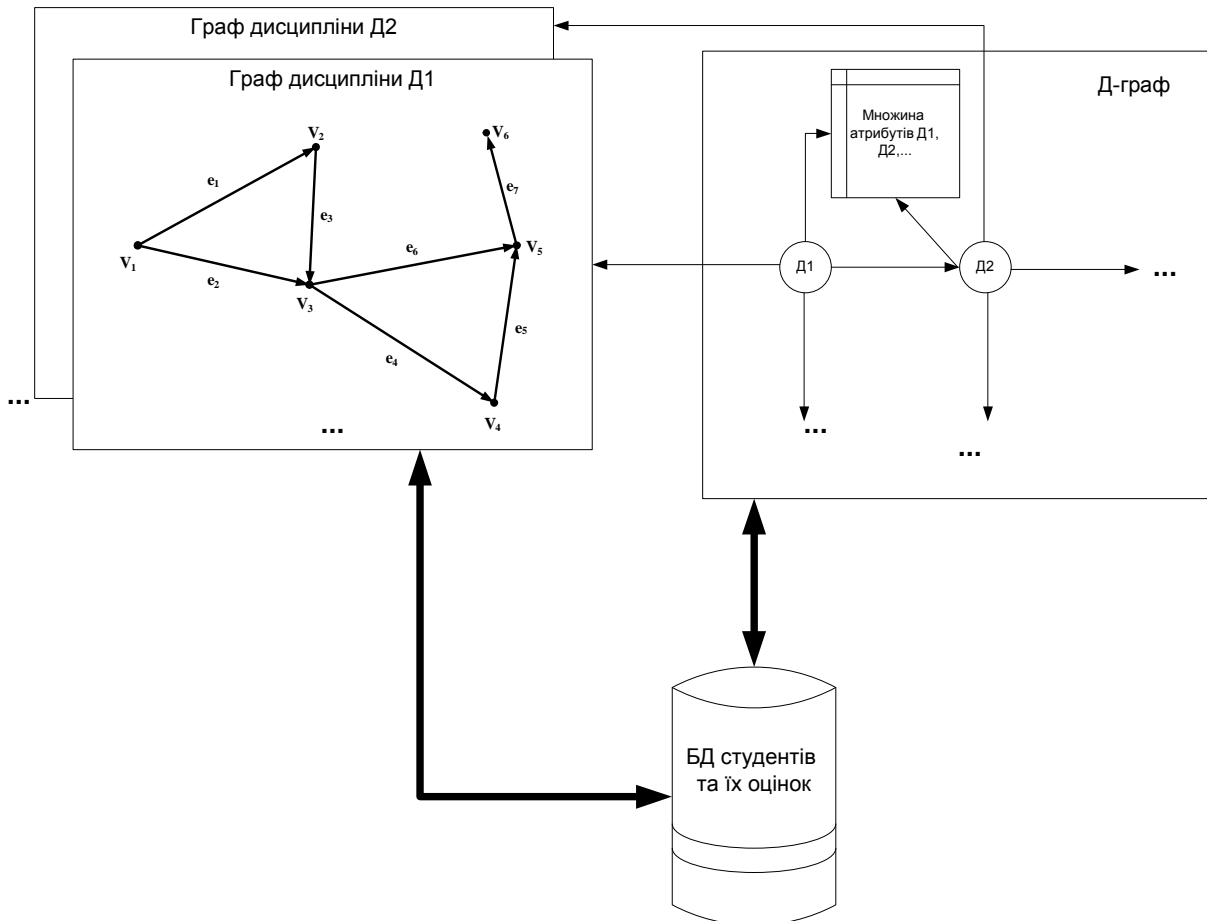 Граф дисципліни Д2
Граф дисципліни Д1
V₂
V₆
e₁
e₇
e₃
e₆
V₁
V₅
e₂
V₃
e₅
e₄
V₄
...
...
Д-граф
Множина
атрибутів Д1,
Д2,...
Д1
Д2
...
...
...
БД студентів
та їх оцінок